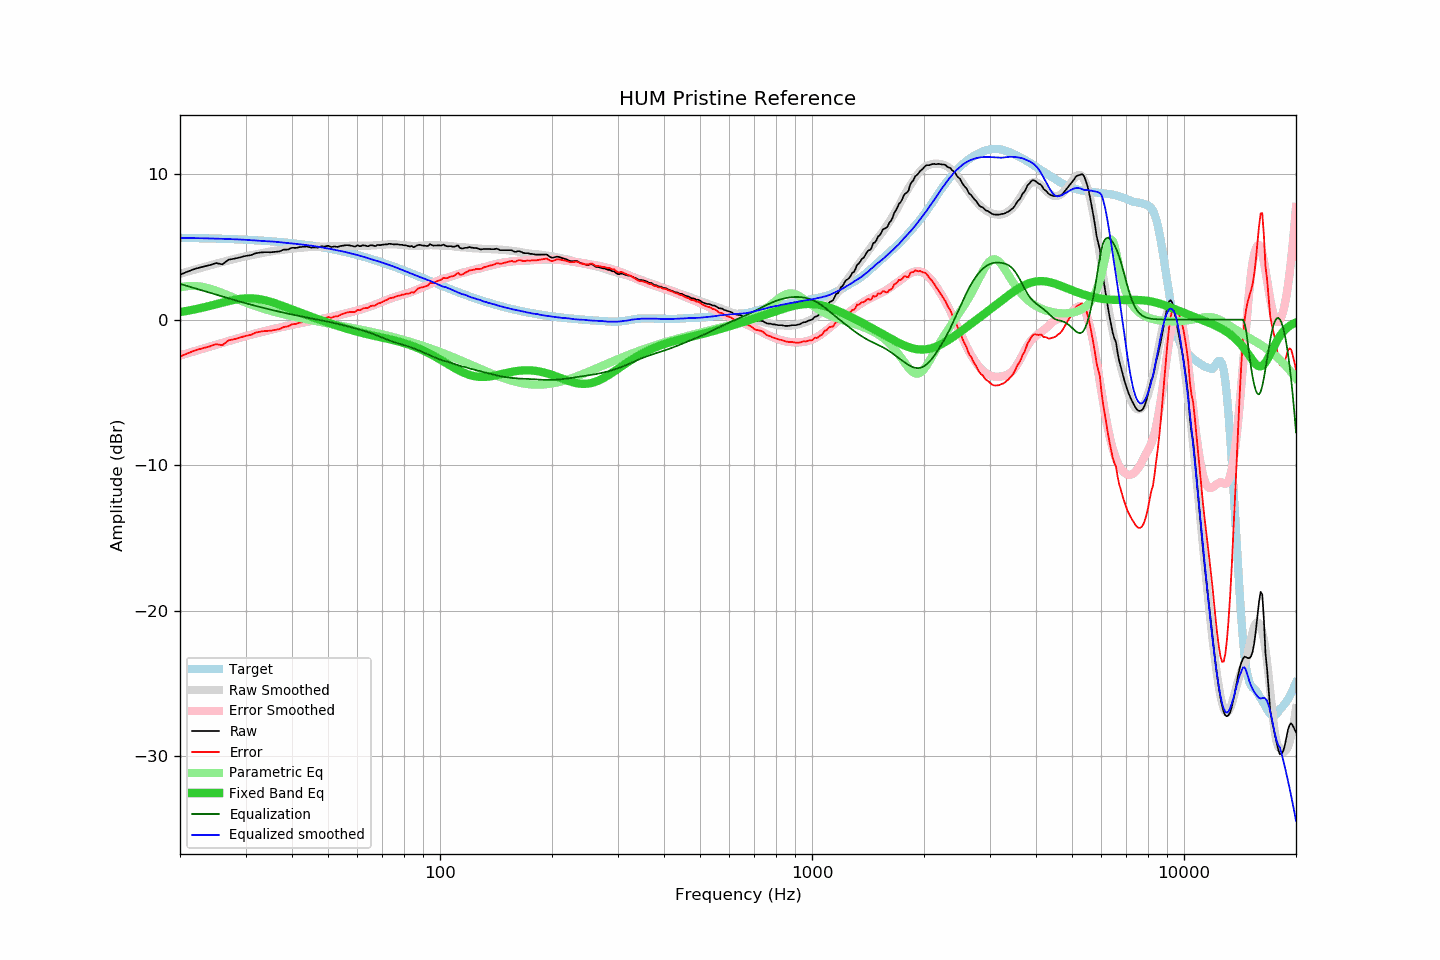 HUM Pristine Reference
10
0
−10
−20
−30
Amplitude (dBr)
Target
Raw Smoothed
Error Smoothed
Raw
Error
Parametric Eq
Fixed Band Eq
Equalization
Equalized smoothed
100
1000
10000
Frequency (Hz)